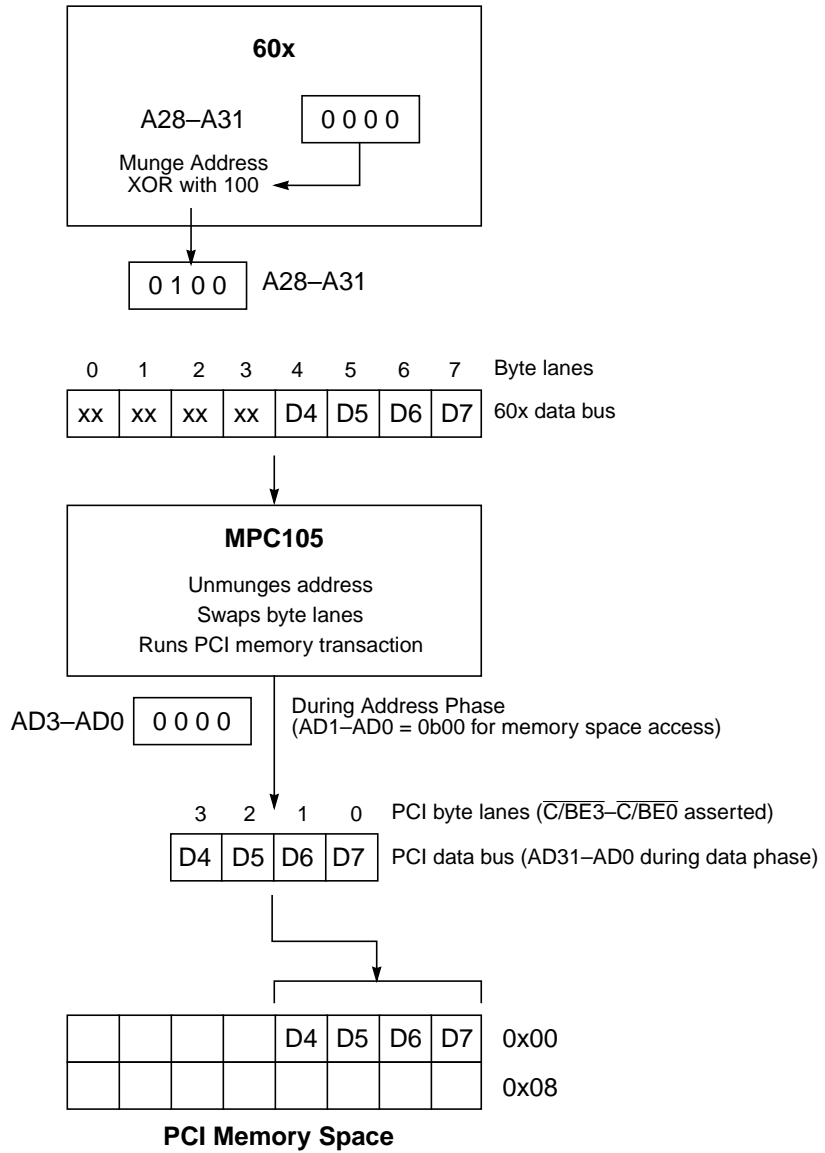 60x
A28–A31 0 0 0 0
Munge Address
XOR with 100
0 1 0 0 A28–A31
0 1 2 3 4 5 6 7 Byte lanes
xx xx xx xx D4 D5 D6 D7 60x data bus
MPC105
Unmunges address
Swaps byte lanes
Runs PCI memory transaction
AD3–AD0 0 0 0 0
During Address Phase
(AD1–AD0 = 0b00 for memory space access)
3 2 1 0 PCI byte lanes (C/BE3–C/BE0 asserted)
D4 D5 D6 D7 PCI data bus (AD31–AD0 during data phase)
D4 D5 D6 D7 0x00
0x08
PCI Memory Space